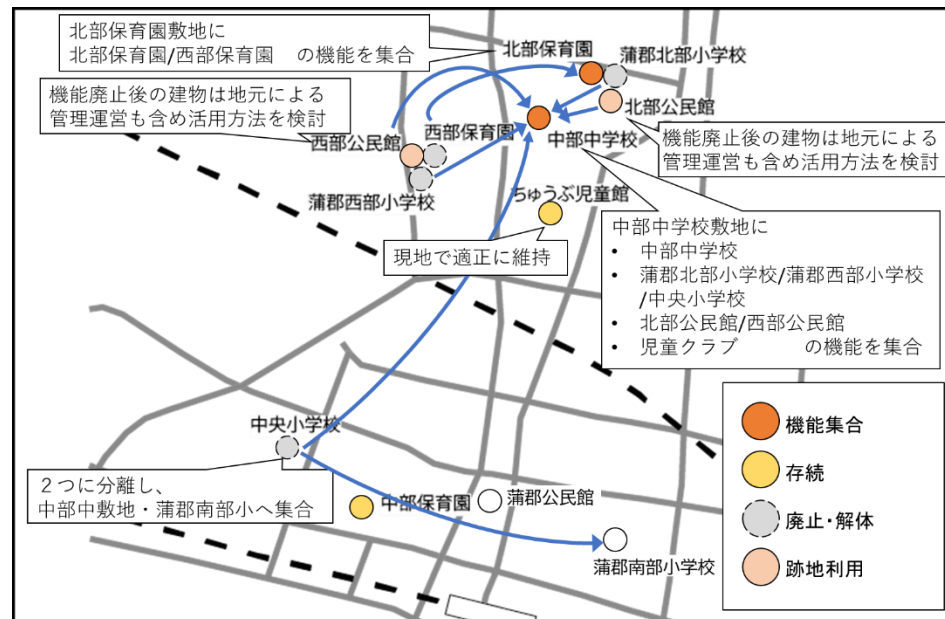 北部保育園敷地に
北部保育園/西部保育園　の機能を集合
北部保育園
蒲郡北部小学校
機能廃止後の建物は地元による
管理運営も含め活用方法を検討
西部公民館
西部保育園
蒲郡西部小学校
中部中学校
北部公民館
機能廃止後の建物は地元による
管理運営も含め活用方法を検討
ちゅうぶ児童館
現地で適正に維持
中部中学校敷地に
• 中部中学校
• 蒲郡北部小学校/蒲郡西部小学校
/中央小学校
• 北部公民館/西部公民館
• 児童クラブ　　　の機能を集合
中央小学校
２つに分離し、
中部中敷地・蒲郡南部小へ集合
中部保育園
蒲郡公民館
蒲郡南部小学校
機能集合
存続
廃止・解体
跡地利用